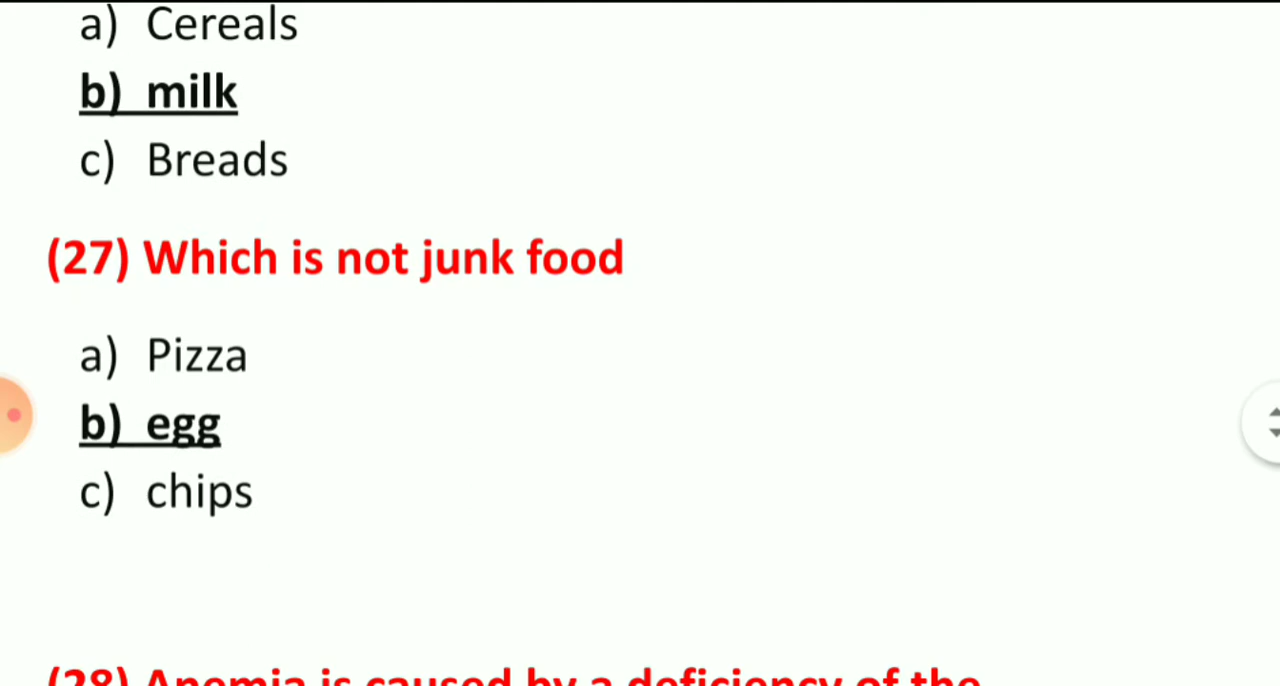 a) Cereals
b) milk
c) Breads
(27) Which is not junk food
a) Pizza
b) egg
c) chips
(28) Anemia is caused by a deficiency of the